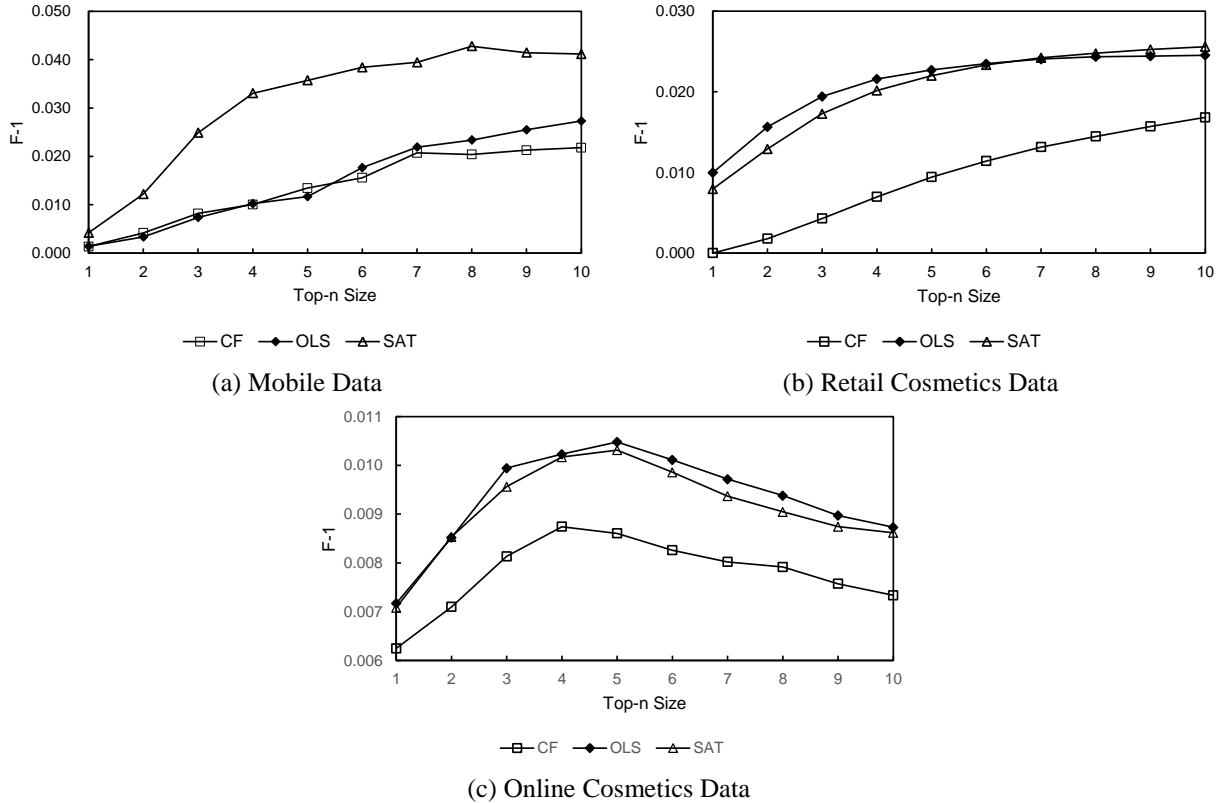 0.050
0.040
0.030
0.020
0.010
0.000
F-1
1 2 3 4 5 6 7 8 9 10
Top-n Size
CF OLS SAT
(a) Mobile Data
0.030
0.020
0.010
0.000
F-1
1 2 3 4 5 6 7 8 9 10
Top-n Size
CF OLS SAT
(b) Retail Cosmetics Data
0.011
0.010
0.009
0.008
0.007
0.006
F-1
1 2 3 4 5 6 7 8 9 10
Top-n Size
CF OLS SAT
(c) Online Cosmetics Data